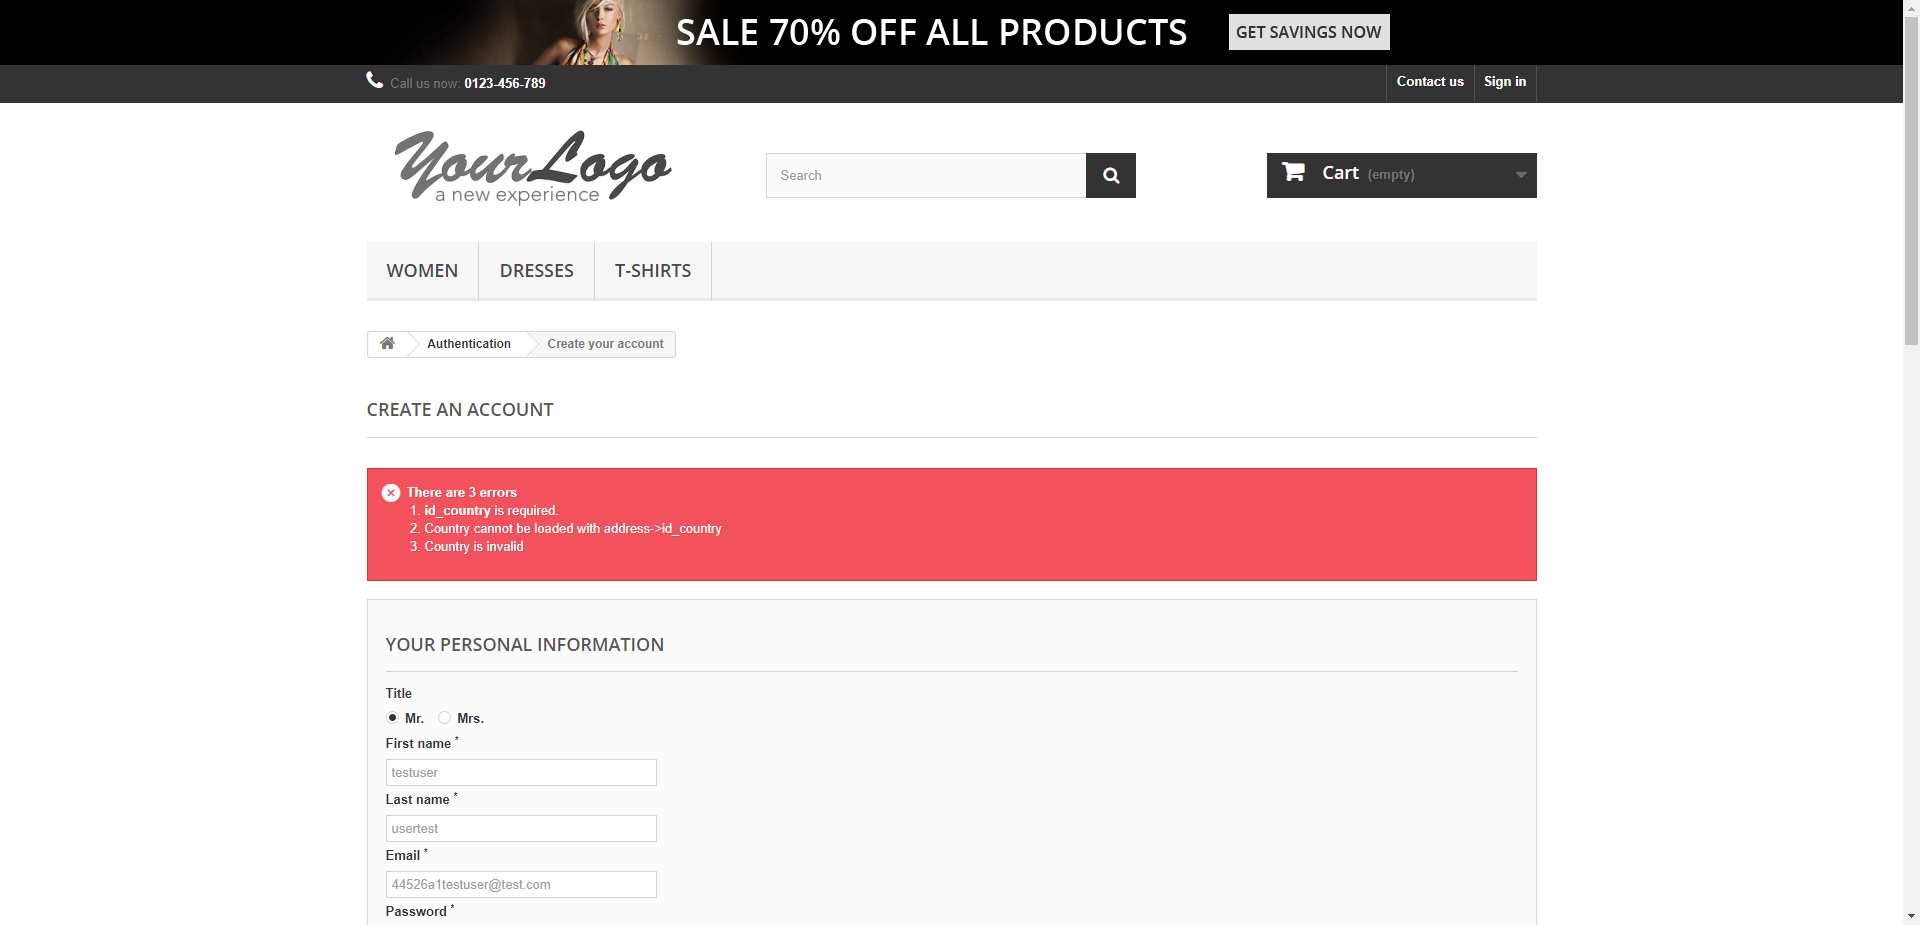 SALE 70% OFF ALL PRODUCTS GET SAVINGS NOW
Call us now: 0123-456-789 Contact us Sign in
YourLogo
a new experience
Search
Cart (empty)
WOMEN DRESSES T-SHIRTS
Authentication Create your account
CREATE AN ACCOUNT
There are 3 errors
1. id_country is required.
2. Country cannot be loaded with address->id_country
3. Country is invalid
YOUR PERSONAL INFORMATION
Title
Mr. Mrs.
First name *
testuser
Last name *
usertest
Email *
44526a1testuser@test.com
Password *